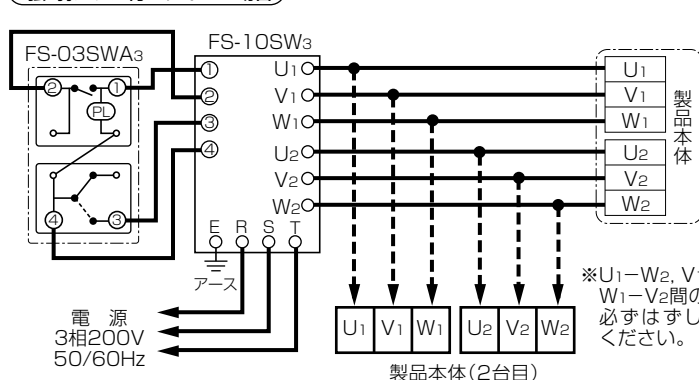 FS-03SWA3
FS-10SW3
② ①
PL
④ ③
①
②
③
④
U1
V1
W1
U2
V2
W2
E R S T
アース
電 源
3相200V
50/60Hz
U1
V1
W1
U2
V2
W2
製品本体
U1 V1 W1 U2 V2 W2
製品本体(2台目)
※U1−W2, V1
W1−V2間の
必ずはずし
ください。